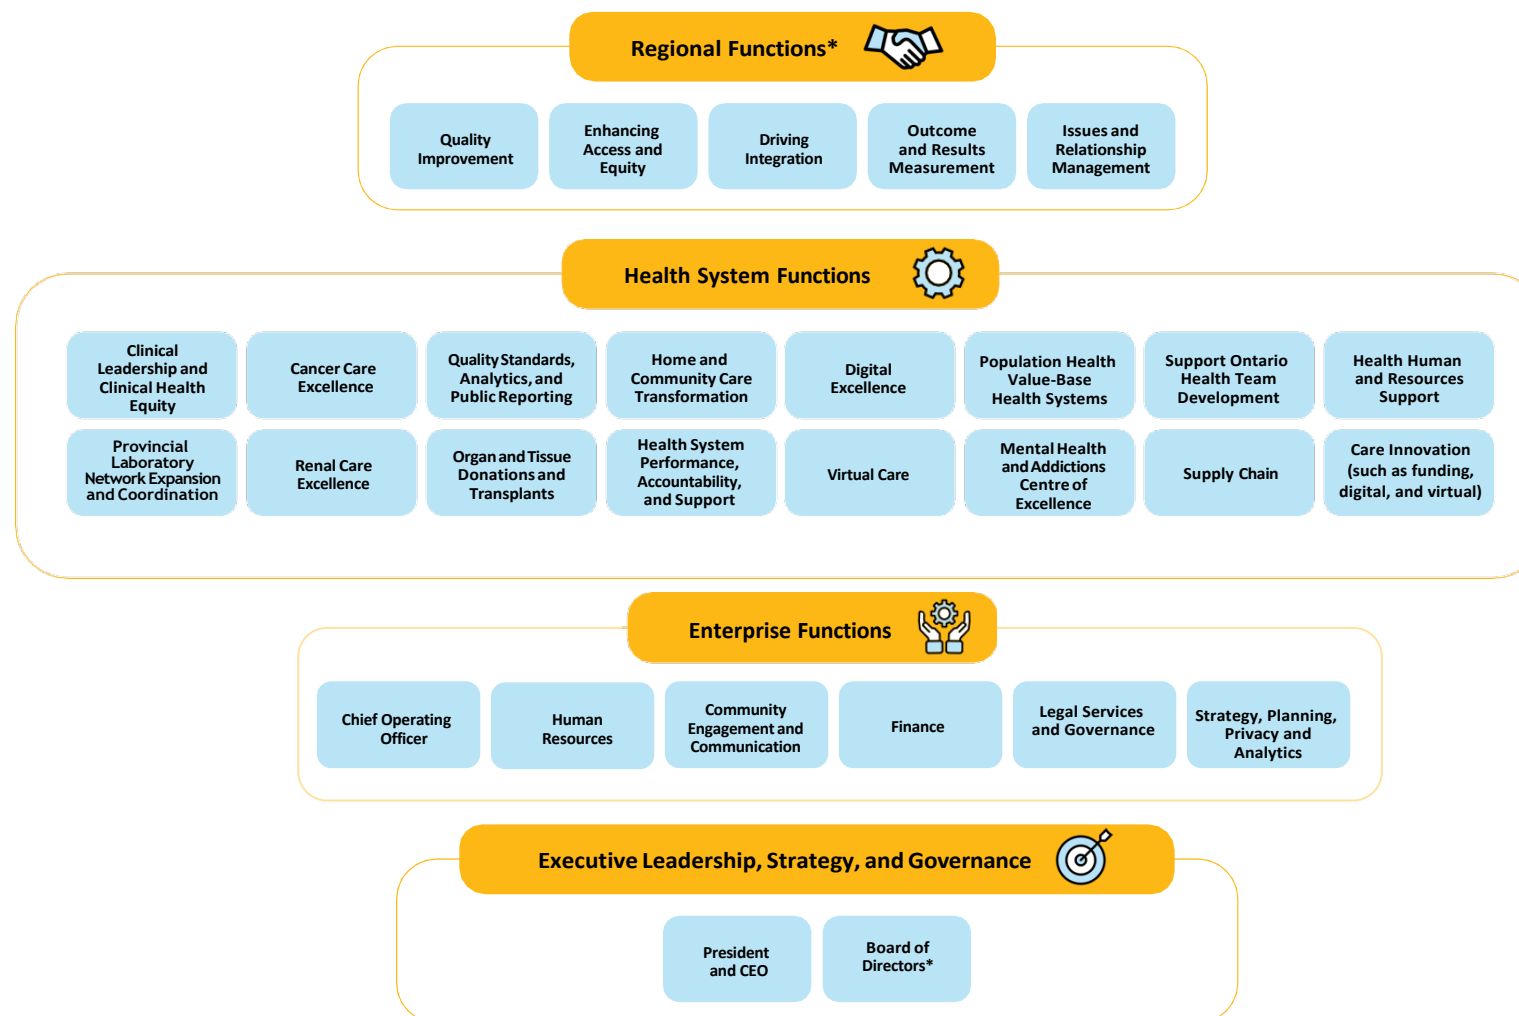 Regional Functions*
Quality
Improvement
Enhancing
Access and
Equity
Driving
Integration
Outcome
and Results
Measurement
Issues and
Relationship
Management
Health System Functions
Clinical
Leadership and
Clinical Health
Equity
Cancer Care
Excellence
Quality Standards,
Analytics, and
Public Reporting
Home and
Community Care
Transformation
Digital
Excellence
Population Health
Value-Base
Health Systems
Support Ontario
Health Team
Development
Health Human
and Resources
Support
Provincial
Laboratory
Network Expansion
and Coordination
Renal Care
Excellence
Organ and Tissue
Donations and
Transplants
Health System
Performance,
Accountability,
and Support
Virtual Care
Mental Health
and Addictions
Centre of
Excellence
Supply Chain
Care Innovation
(such as funding,
digital, and virtual)
Enterprise Functions
Chief Operating
Officer
Human
Resources
Community
Engagement and
Communication
Finance
Legal Services
and Governance
Strategy, Planning,
Privacy and
Analytics
Executive Leadership, Strategy, and Governance
President
and CEO
Board of
Directors*